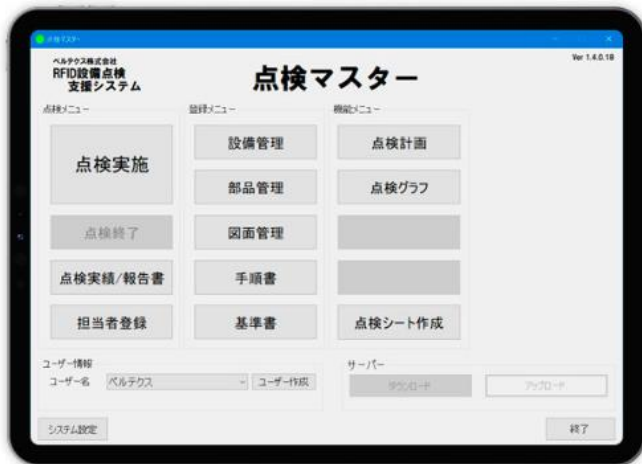 点検マスター
ベルテクス株式会社
RFID設備点検
支援システム
点検マスター
Ver 1.4.0.18
点検メニュー
登録メニュー
機能メニュー
点検実施
設備管理
点検計画
部品管理
点検グラフ
点検終了
図面管理
点検実績/報告書
手順書
担当者登録
基準書
点検シート作成
ユーザー情報
サーバー
ユーザー名
ベルテクス
ユーザー作成
ダウンロード
アップロード
システム設定
終了